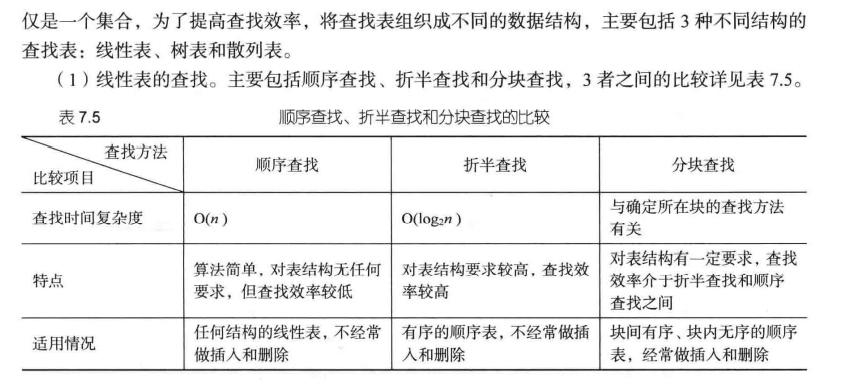 仅是一个集合，为了提高查找效率，将查找表组织成不同的数据结构，主要包括 3 种不同结构的
查找表：线性表、树表和散列表。
（1）线性表的查找。主要包括顺序查找、折半查找和分块查找，3 者之间的比较详见表 7.5。
表 7.5 顺序查找、折半查找和分块查找的比较
查找方法
比较项目
顺序查找
折半查找
分块查找
查找时间复杂度
O(n)
O(log₂n)
与确定所在块的查找方法
有关
特点
算法简单，对表结构无任何
要求，但查找效率较低
对表结构要求较高，查找效
率较高
对表结构有一定要求，查找
效率介于折半查找和顺序
查找之间
适用情况
任何结构的线性表，不经常
做插入和删除
有序的顺序表，不经常做插
入和删除
块间有序、块内无序的顺序
表，经常做插入和删除